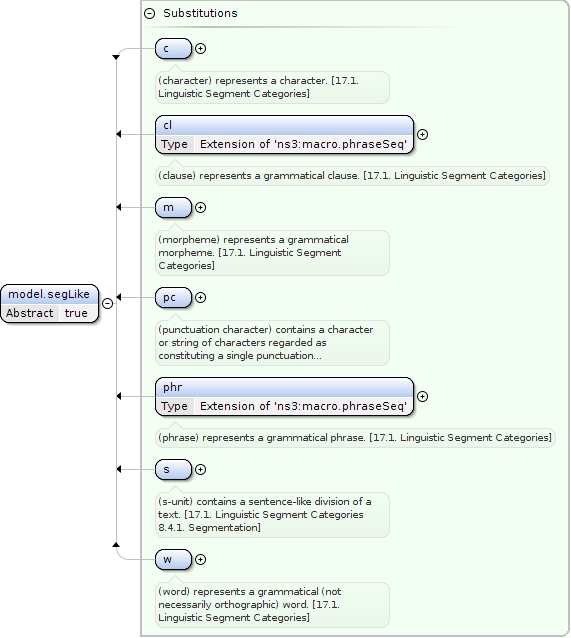 Substitutions
c
(character) represents a character. [17.1.
Linguistic Segment Categories]
cl
Type Extension of 'ns3:macro.phraseSeq'
(clause) represents a grammatical clause. [17.1. Linguistic Segment Categories]
m
(morpheme) represents a grammatical
morpheme. [17.1. Linguistic Segment
Categories]
model.segLike
Abstract true
pc
(punctuation character) contains a character
or string of characters regarded as
constituting a single punctuation...
phr
Type Extension of 'ns3:macro.phraseSeq'
(phrase) represents a grammatical phrase. [17.1. Linguistic Segment Categories]
s
(s-unit) contains a sentence-like division of a
text. [17.1. Linguistic Segment Categories
8.4.1. Segmentation]
w
(word) represents a grammatical (not
necessarily orthographic) word. [17.1.
Linguistic Segment Categories]